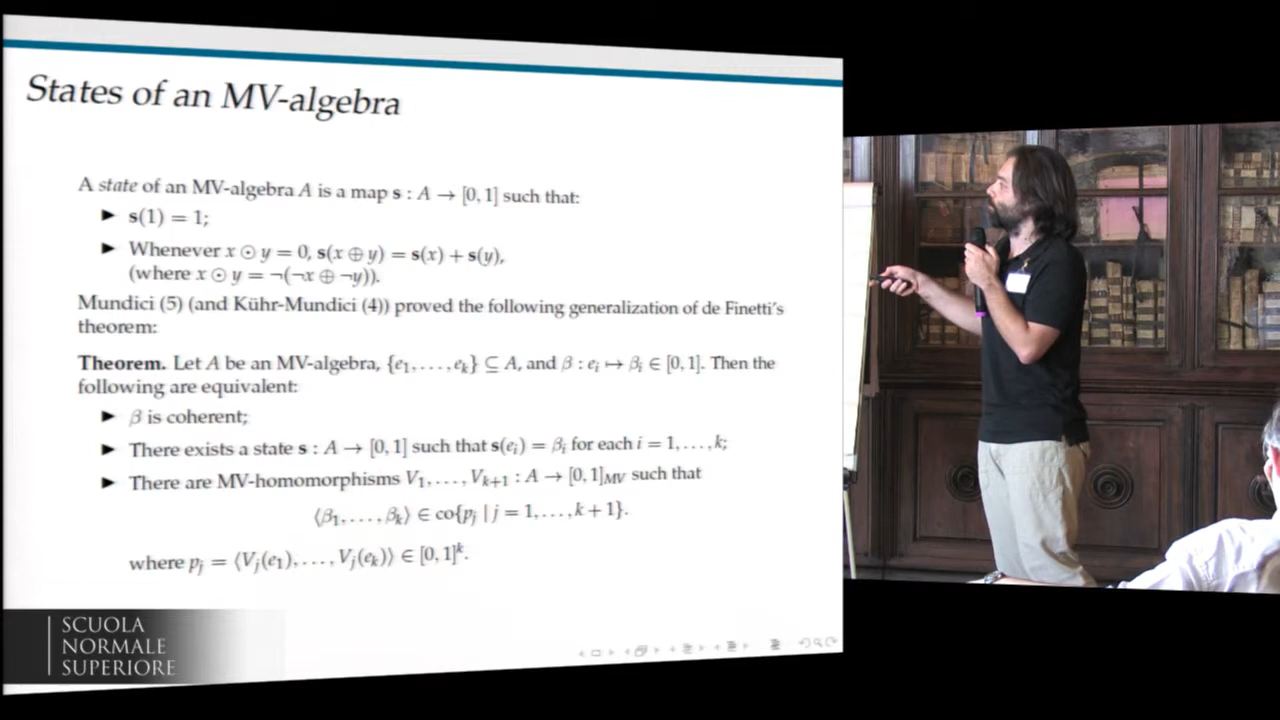 States of an MV-algebra
A state of an MV-algebra A is a map s : A → [0, 1] such that:
▶ s(1) = 1;
▶ Whenever x ⊙ y = 0, s(x ⊕ y) = s(x) + s(y),
(where x ⊙ y = ¬(¬x ⊕ ¬y)).
Mundici (5) (and Kühr-Mundici (4)) proved the following generalization of de Finetti's
theorem:
Theorem. Let A be an MV-algebra, {e₁, . . . , eₖ} ⊆ A, and β : eᵢ ↦ βᵢ ∈ [0, 1]. Then the
following are equivalent:
▶ β is coherent;
▶ There exists a state s : A → [0, 1] such that s(eᵢ) = βᵢ for each i = 1, . . . , k;
▶ There are MV-homomorphisms V₁, . . . , Vₖ₊₁ : A → [0, 1]MV such that
⟨β₁, . . . , βₖ⟩ ∈ co{pⱼ | j = 1, . . . , k + 1}.
where pⱼ = ⟨Vⱼ(e₁), . . . , Vⱼ(eₖ)⟩ ∈ [0, 1]ᵏ.
SCUOLA
NORMALE
SUPERIORE